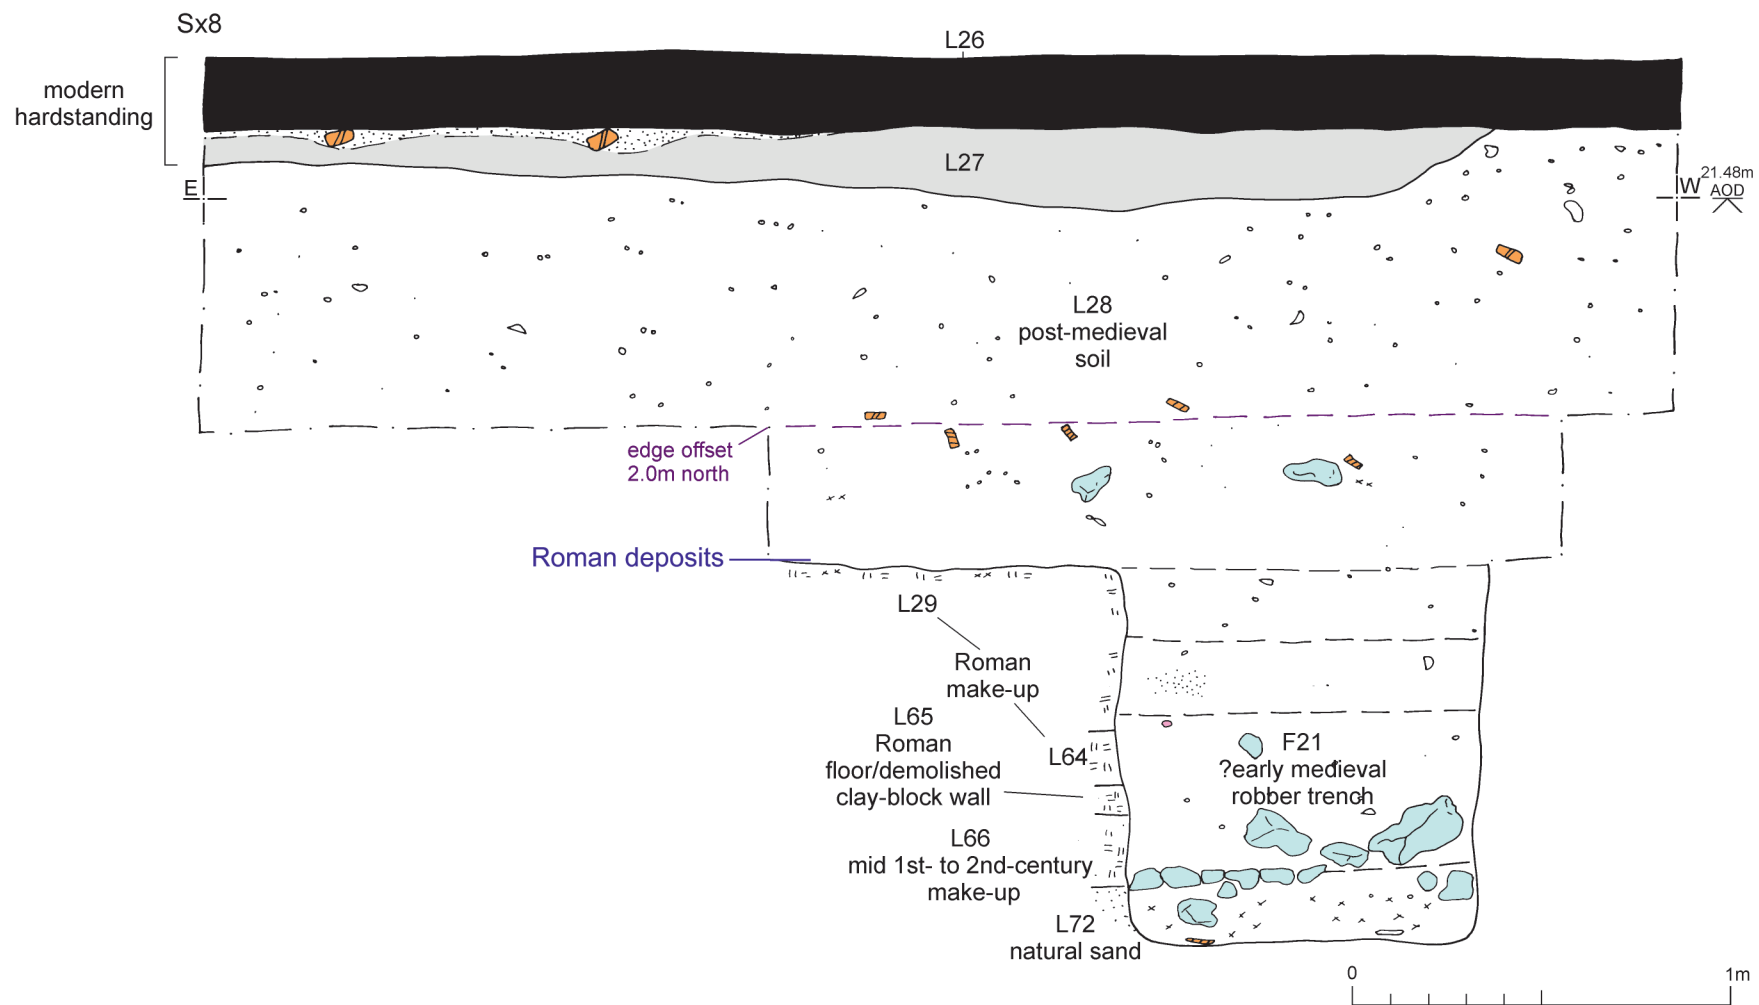 Sx8
L26
modern
hardstanding
L27
E
W
21.48m
AOD
L28
post-medieval
soil
edge offset
2.0m north
Roman deposits
L29
Roman
make-up
L65
Roman
floor/demolished
clay-block wall
L64
F21
?early medieval
robber trench
L66
mid 1st- to 2nd-century
make-up
L72
natural sand
0
1m